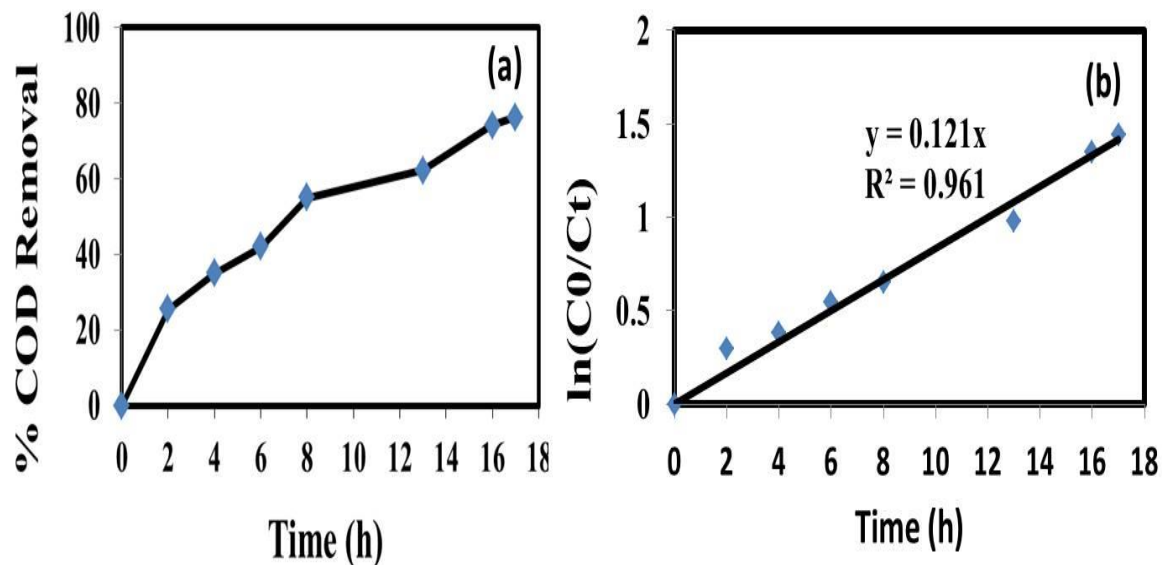 (a)
% COD Removal
100
80
60
40
20
0
0 2 4 6 8 10 12 14 16 18
Time (h)
(b)
y = 0.121x
R² = 0.961
ln(C0/Ct)
2
1.5
1
0.5
0
0 2 4 6 8 10 12 14 16 18
Time (h)